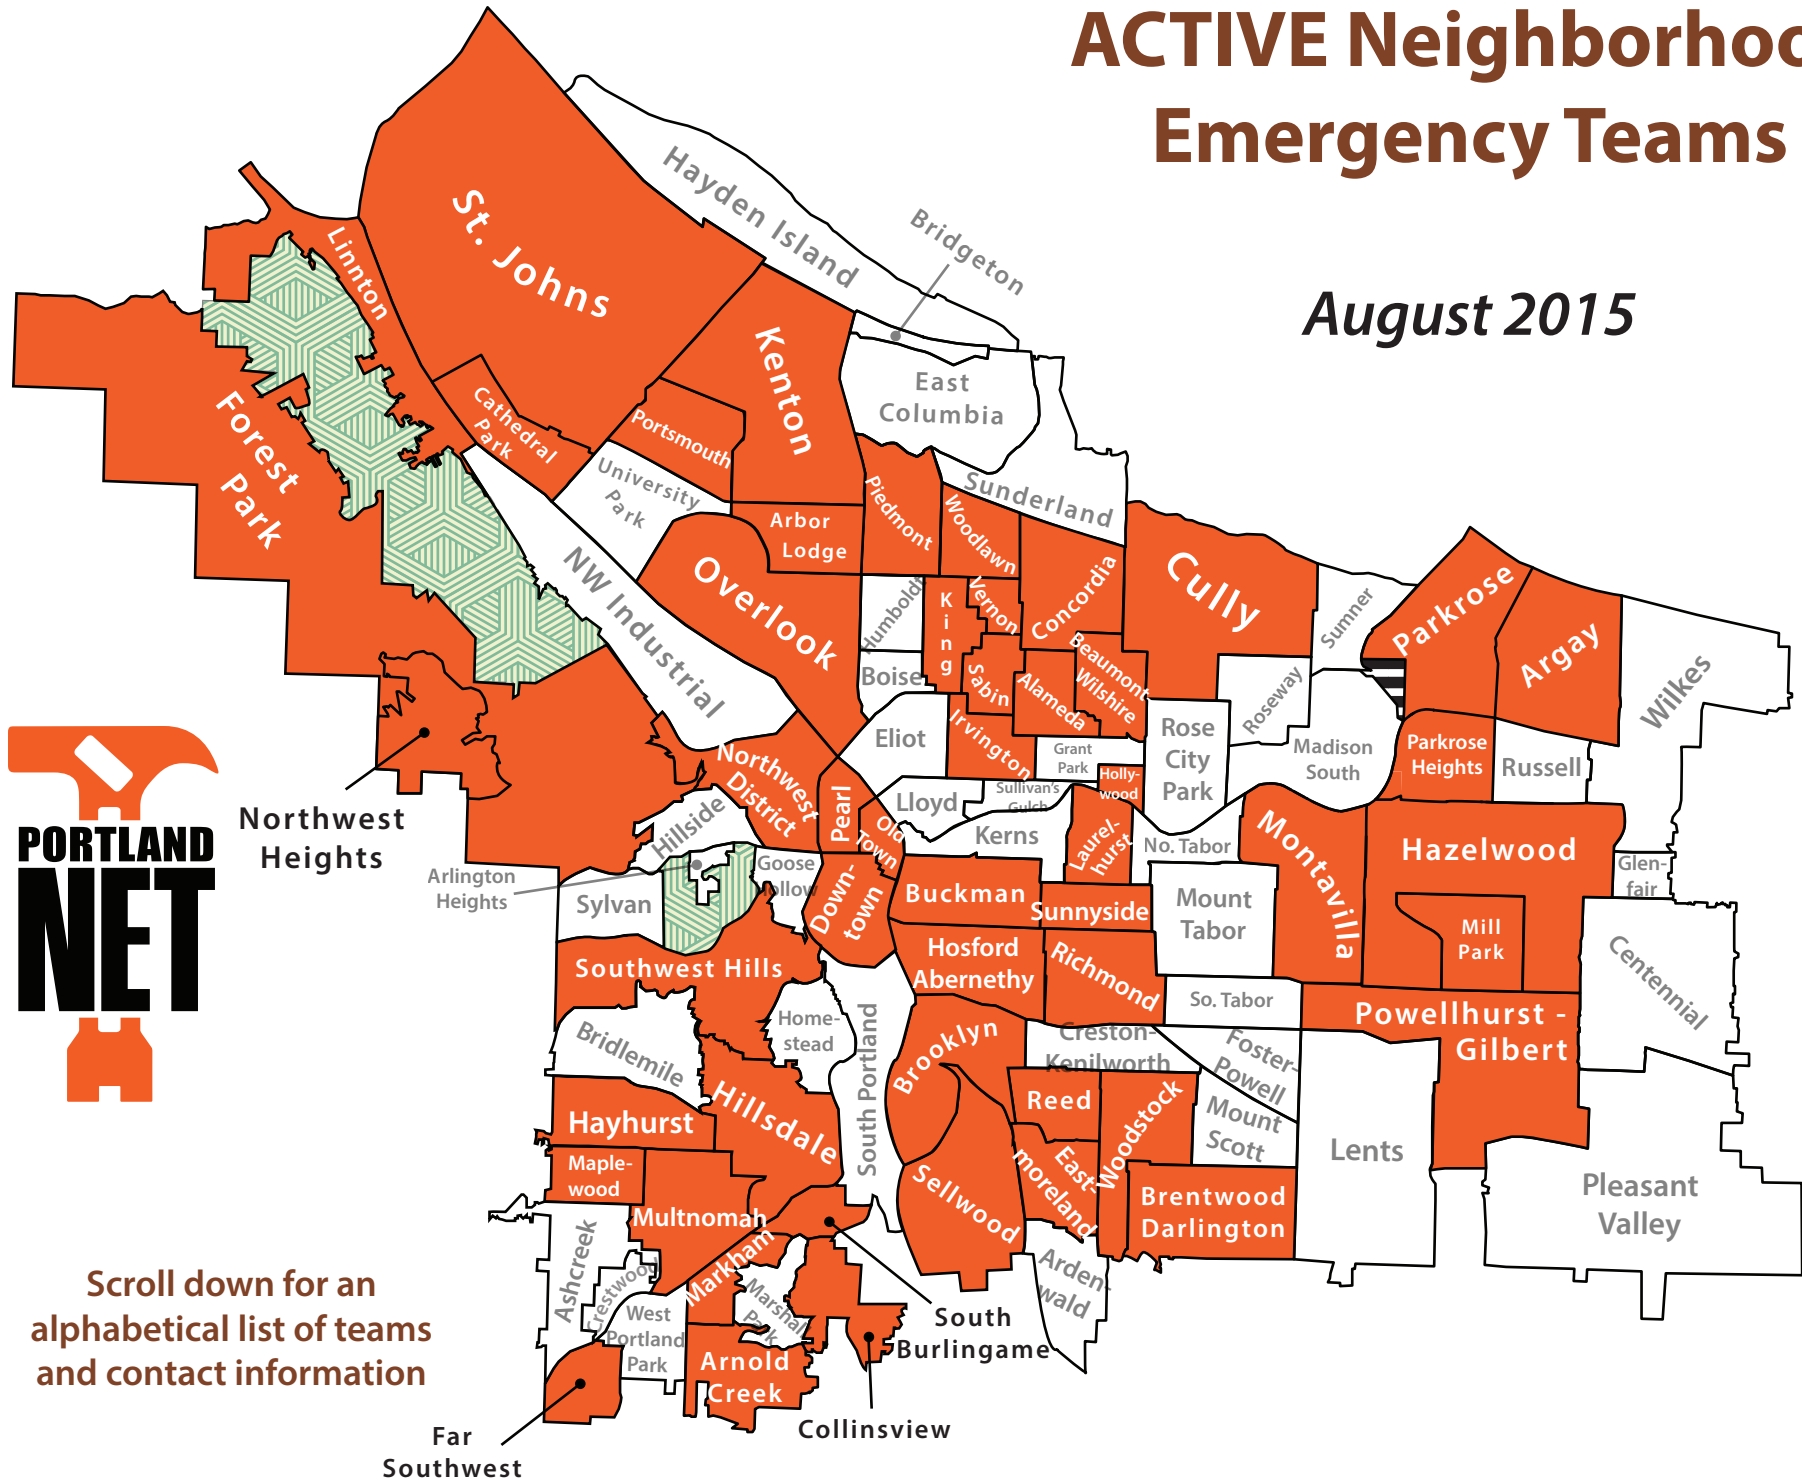 ACTIVE Neighborhoo
Emergency Teams
August 2015
Hayden Island
Bridgeton
St. Johns
Linnton
Kenton
East
Columbia
Forest
Park
Cathedral
Park
Portsmouth
University
Park
Sunderland
Piedmont
Woodlawn
Arbor
Lodge
NW Industrial
Overlook
Humboldt
King
Vernon
Concordia
Cully
Sumner
Parkrose
Argay
Wilkes
Boise
Sabin
Alameda
Beaumont
Wilshire
Roseway
Rose
City
Park
Madison
South
Parkrose
Heights
Russell
Eliot
Irvington
Grant
Park
Holly-
wood
Sullivan's
Gulch
Lloyd
Kerns
Laurel-
hurst
No. Tabor
Northwest
District
Pearl
Old
Town
Hillside
Northwest
Heights
Arlington
Heights
Sylvan
Goose
Hollow
Down-
town
Buckman
Sunnyside
Mount
Tabor
Montavilla
Hazelwood
Glen-
fair
Mill
Park
Centennial
Southwest Hills
Hosford
Abernethy
Richmond
So. Tabor
Powellhurst -
Gilbert
Home-
stead
South Portland
Brooklyn
Creston-
Kenilworth
Foster-
Powell
Bridlemile
Hillsdale
Hayhurst
Reed
Woodstock
Mount
Scott
Lents
Maple-
wood
Multnomah
Sellwood
East-
moreland
Brentwood
Darlington
Pleasant
Valley
Ashcreek
Crestwood
Markham
Marshall
Park
West
Portland
Park
Arnold
Creek
South
Burlingame
Arden-
wald
Collinsview
Far
Southwest
PORTLAND
NET
Scroll down for an
alphabetical list of teams
and contact information